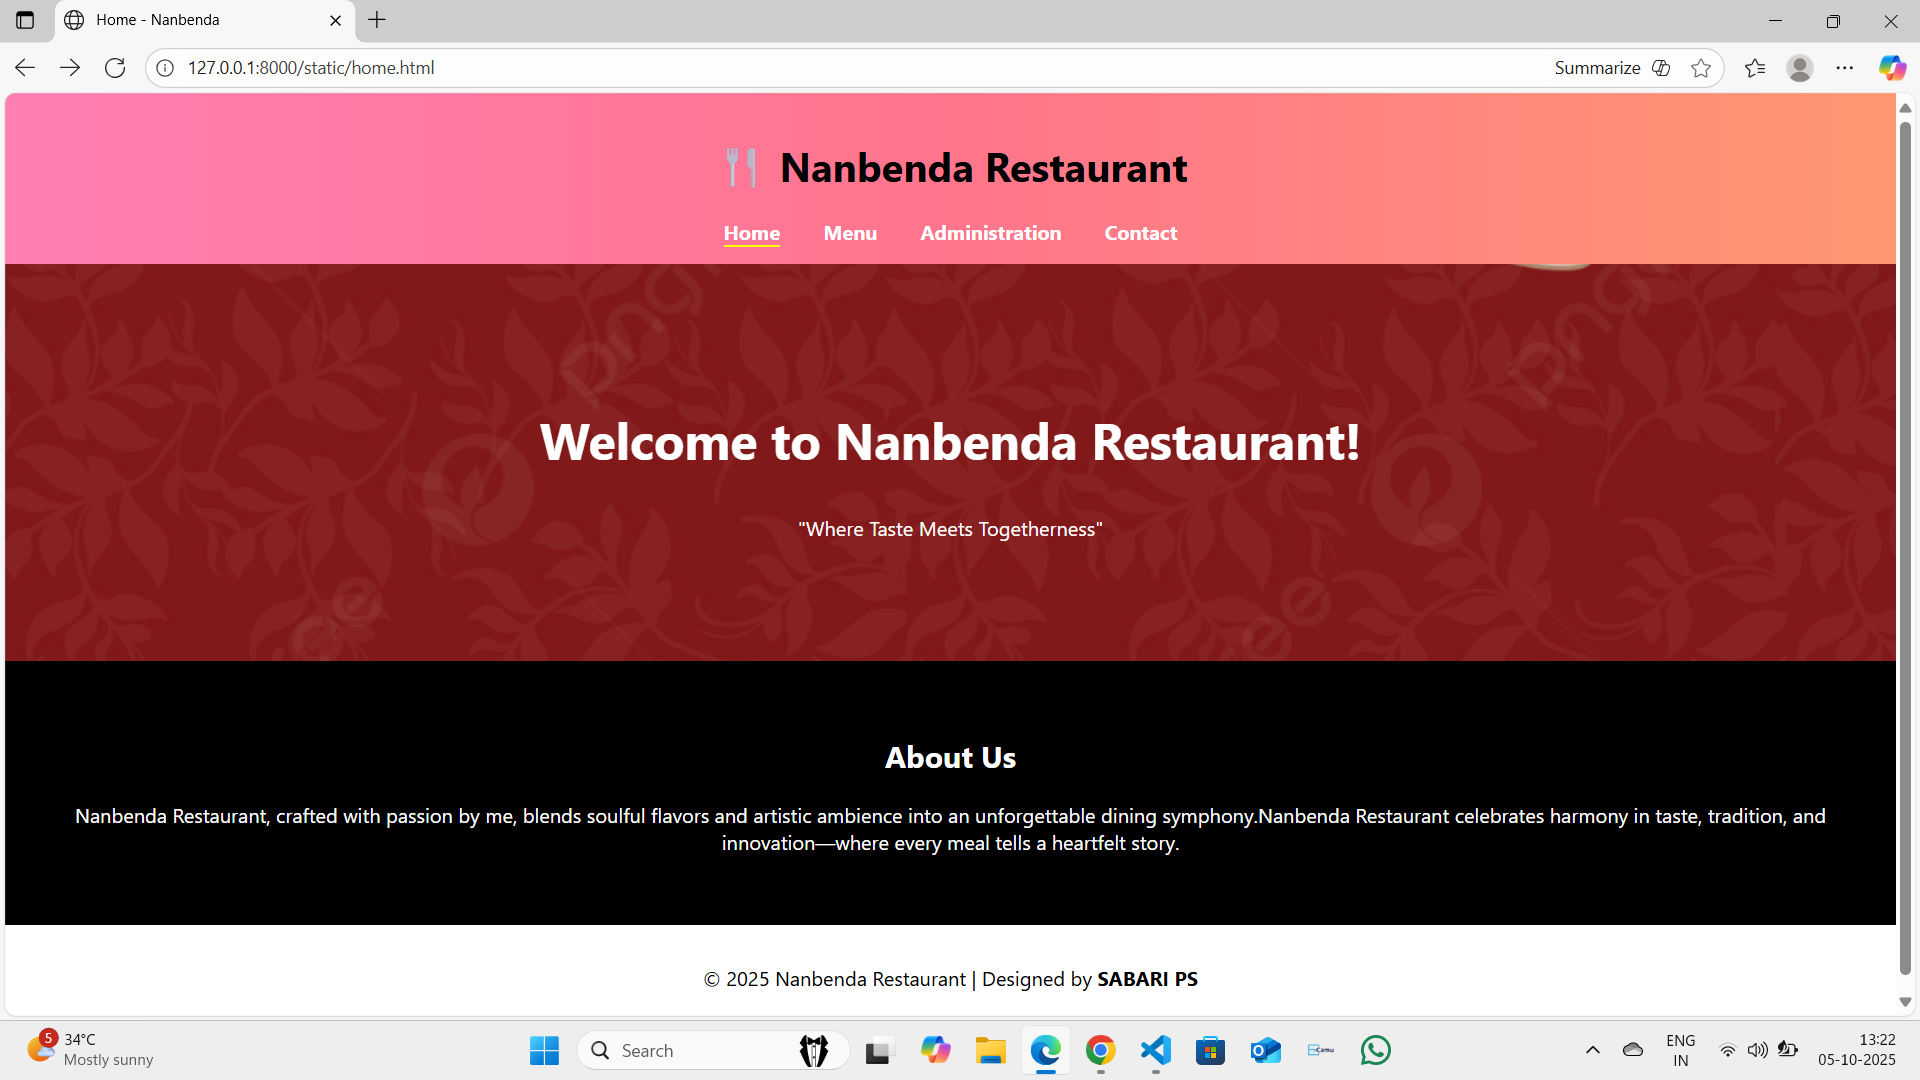 Home - Nanbenda
127.0.0.1:8000/static/home.html
Summarize
Nanbenda Restaurant
Home Menu Administration Contact
Welcome to Nanbenda Restaurant!
"Where Taste Meets Togetherness"
About Us
Nanbenda Restaurant, crafted with passion by me, blends soulful flavors and artistic ambience into an unforgettable dining symphony.Nanbenda Restaurant celebrates harmony in taste, tradition, and
innovation—where every meal tells a heartfelt story.
© 2025 Nanbenda Restaurant | Designed by SABARI PS
5
34°C
Mostly sunny
Search
Camu
ENG
IN
13:22
05-10-2025